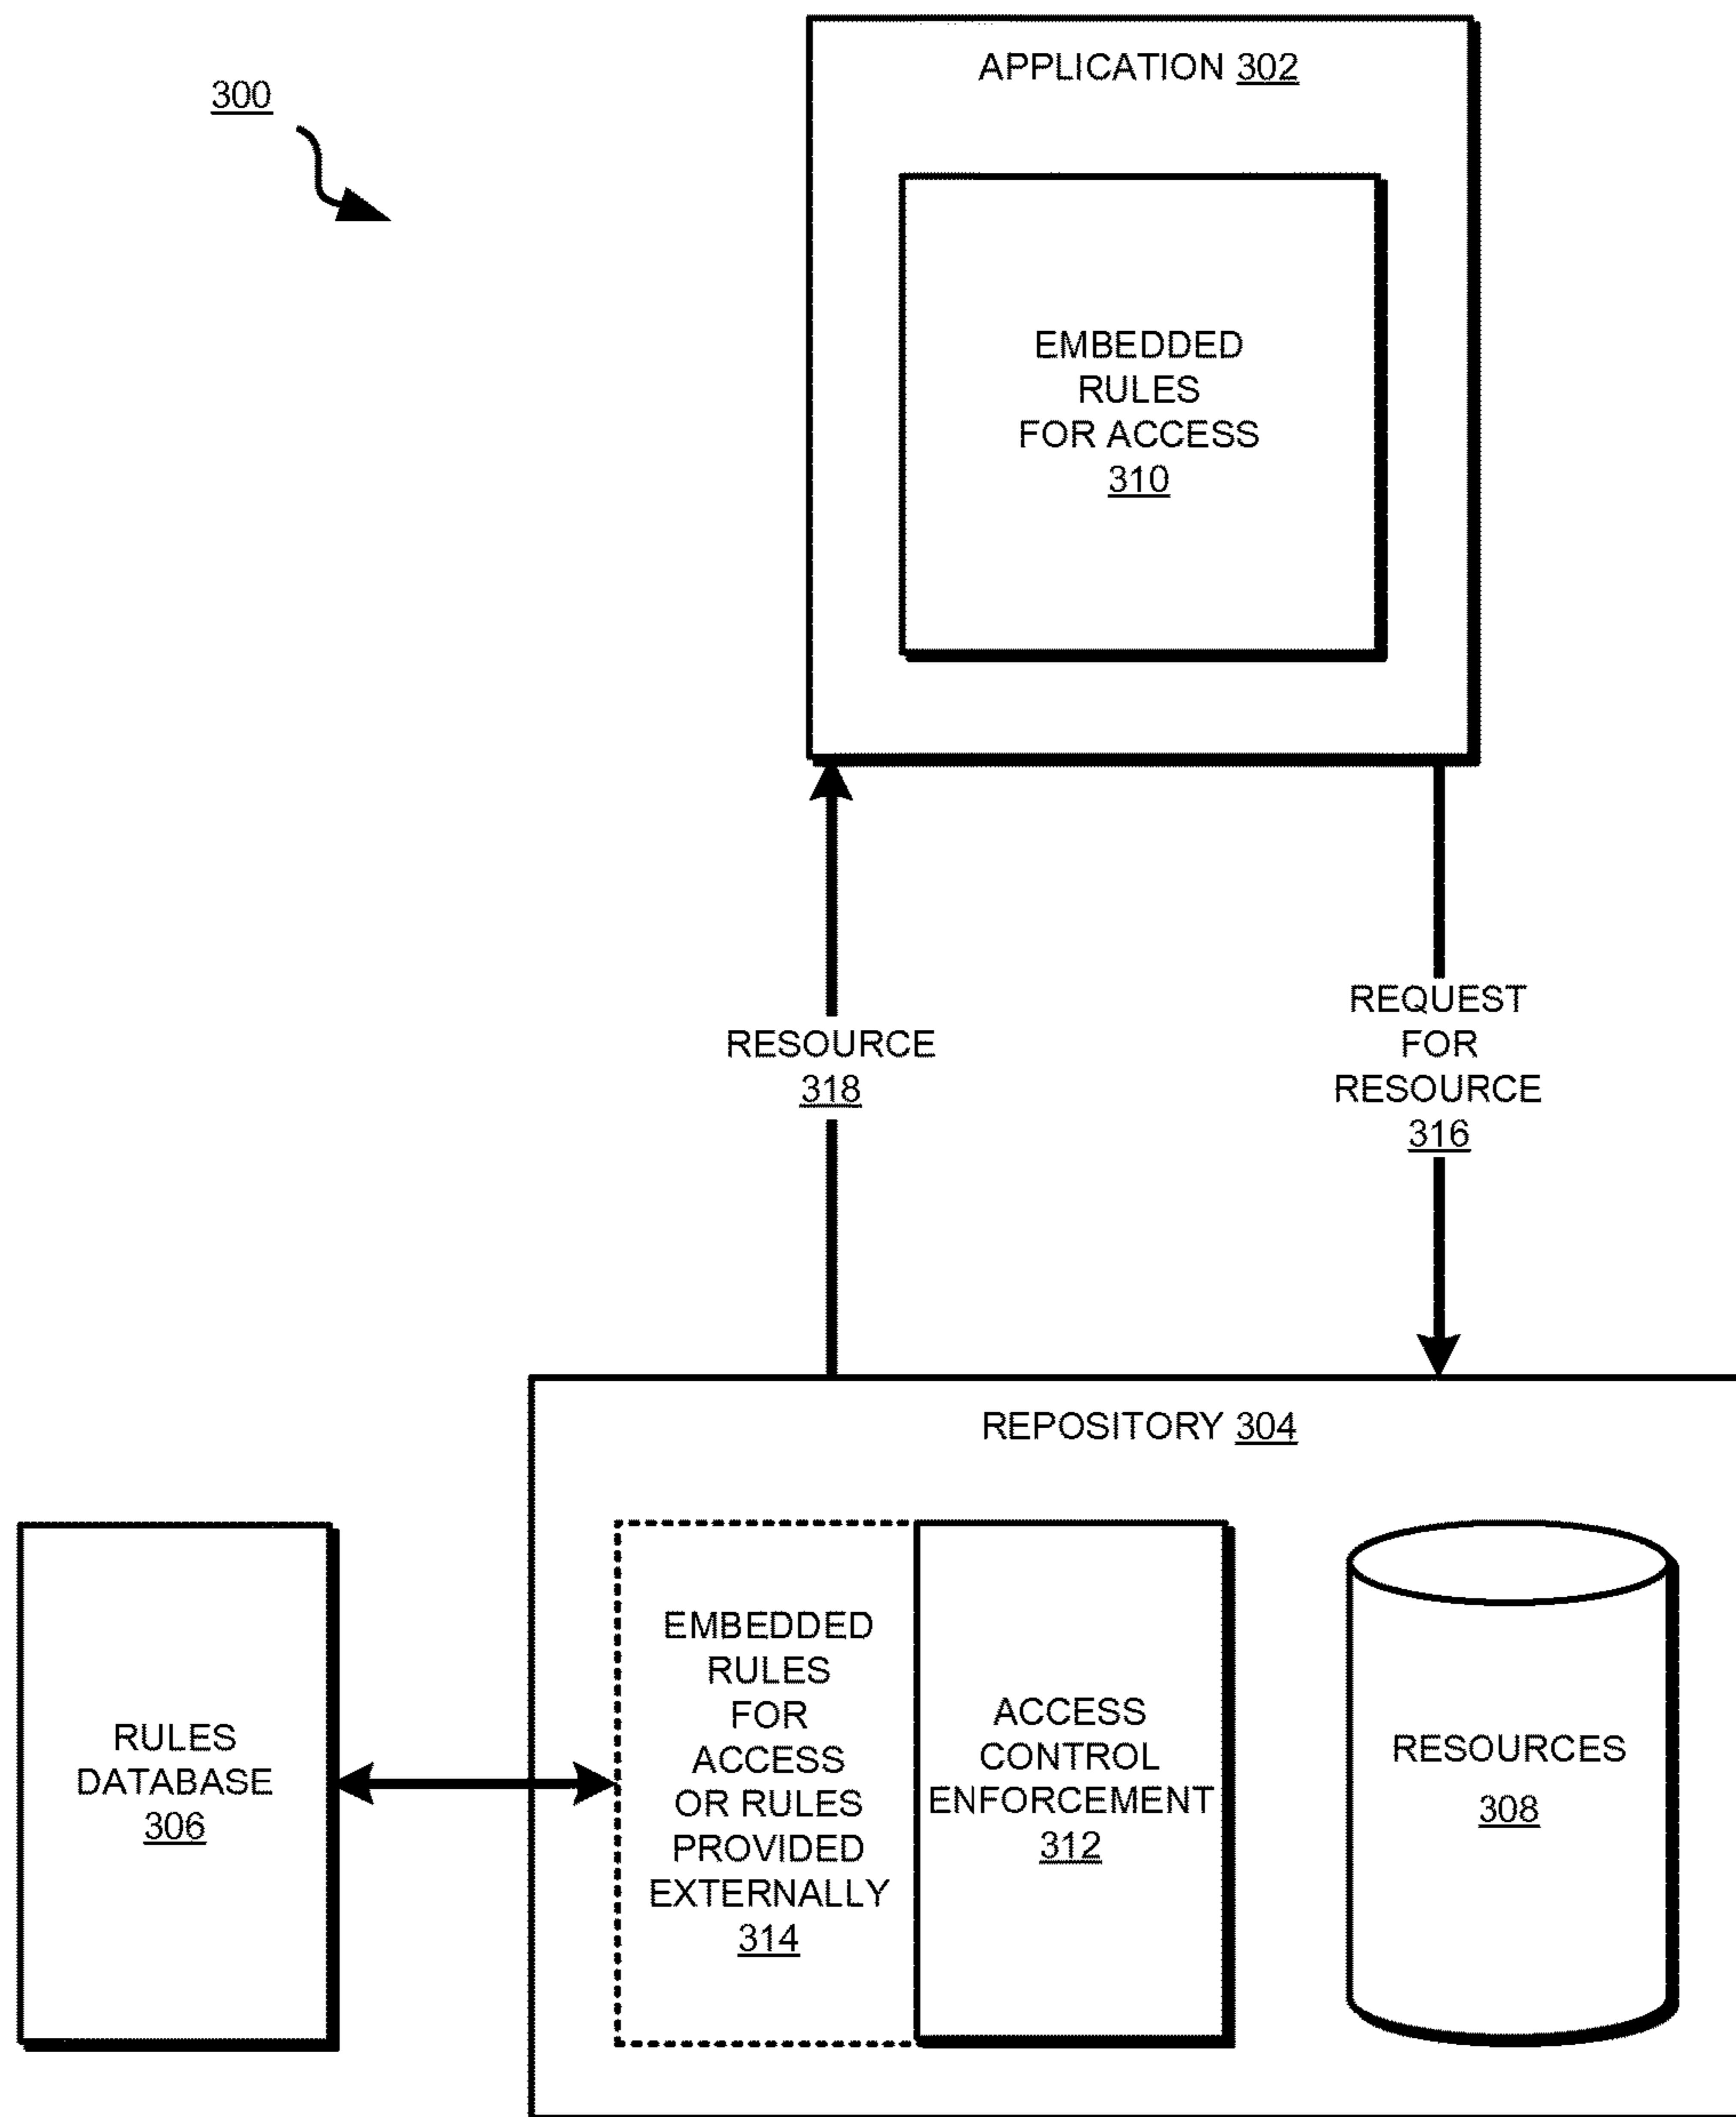 300
APPLICATION 302
EMBEDDED
RULES
FOR ACCESS
310
RESOURCE
318
REQUEST
FOR
RESOURCE
316
REPOSITORY 304
RULES
DATABASE
306
EMBEDDED
RULES
FOR
ACCESS
OR RULES
PROVIDED
EXTERNALLY
314
ACCESS
CONTROL
ENFORCEMENT
312
RESOURCES
308